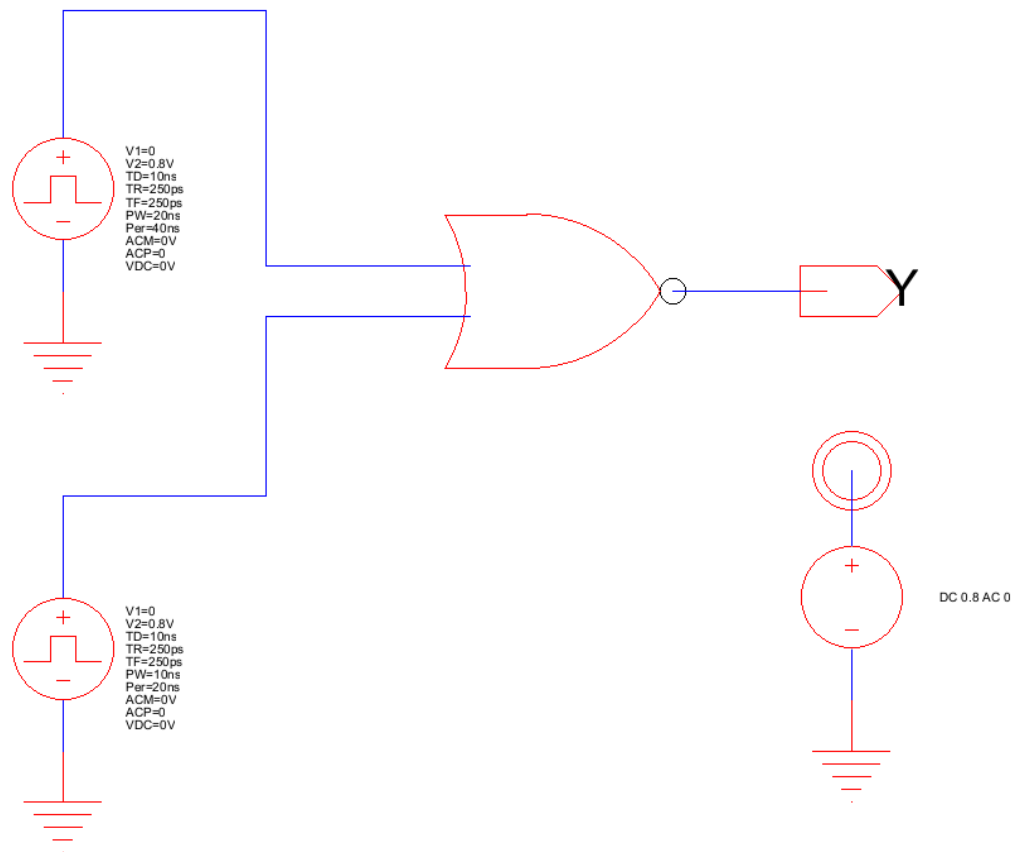 V1=0
V2=0.8V
TD=10ns
TR=250ps
TF=250ps
PW=20ns
Per=40ns
ACM=0V
ACP=0
VDC=0V
Y
DC 0.8 AC 0
V1=0
V2=0.8V
TD=10ns
TR=250ps
TF=250ps
PW=10ns
Per=20ns
ACM=0V
ACP=0
VDC=0V